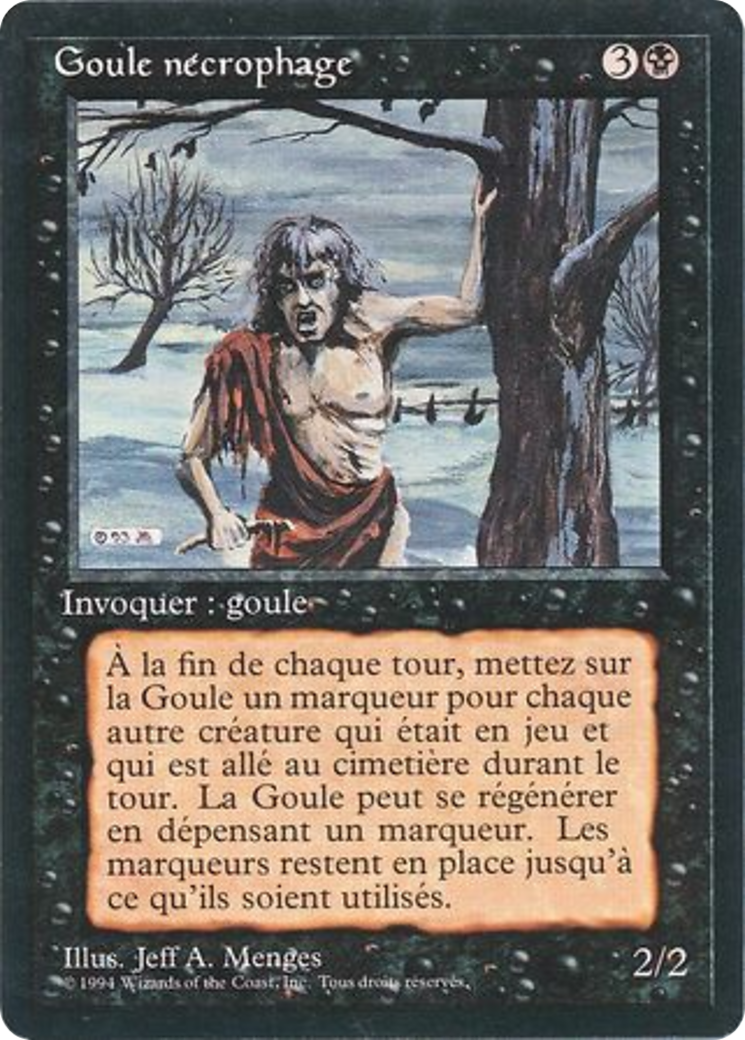 Goule nécrophage 3
© 93 JM
Invoquer : goule
À la fin de chaque tour, mettez sur
la Goule un marqueur pour chaque
autre créature qui était en jeu et
qui est allé au cimetière durant le
tour. La Goule peut se régénérer
en dépensant un marqueur. Les
marqueurs restent en place jusqu'à
ce qu'ils soient utilisés.
Illus. Jeff A. Menges 2/2
© 1994 Wizards of the Coast, Inc. Tous droits réservés.